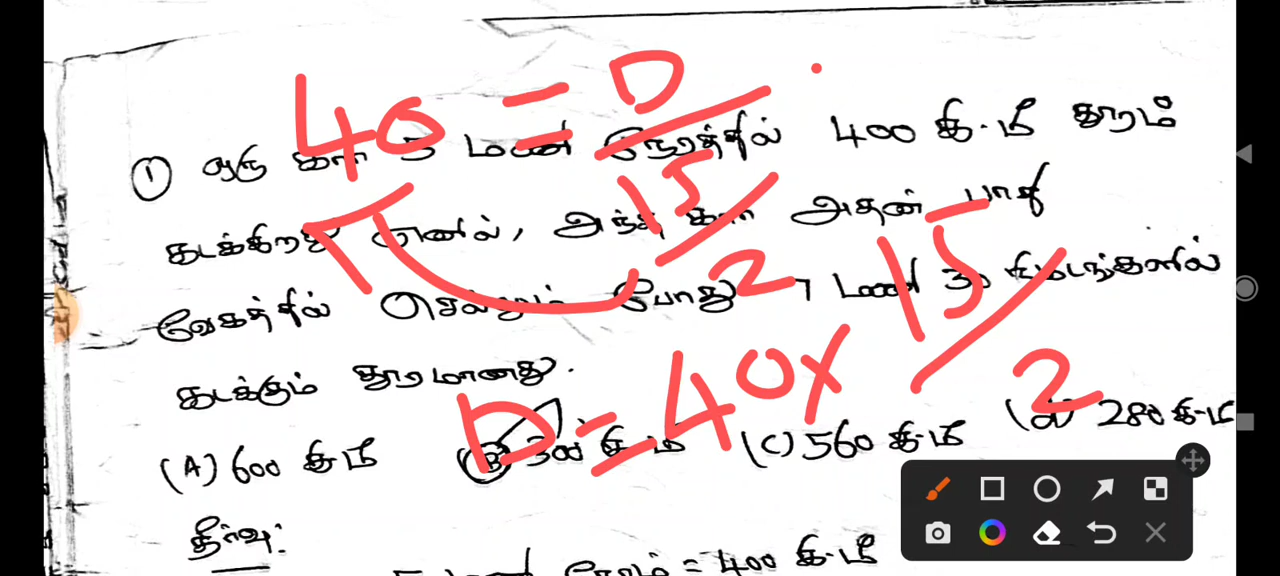 40 = D
① ஒரு கார் 5 மணி நேரத்தில் 400 கி.மீ தூரம்
15
கடக்கிறது எனில், அந்த கார் அதன் பாதி
2
15
வேகத்தில் செல்லும் போது 7 மணி 30 நிமிடங்களில்
2
கடக்கும் தூரமானது.
D = 40 x
(A) 600 கி.மீ (B) 300 கி.மீ (C) 560 கி.மீ (D) 280 கி.மீ
தீர்வு:
5 மணி நேரம் = 400 கி.மீ